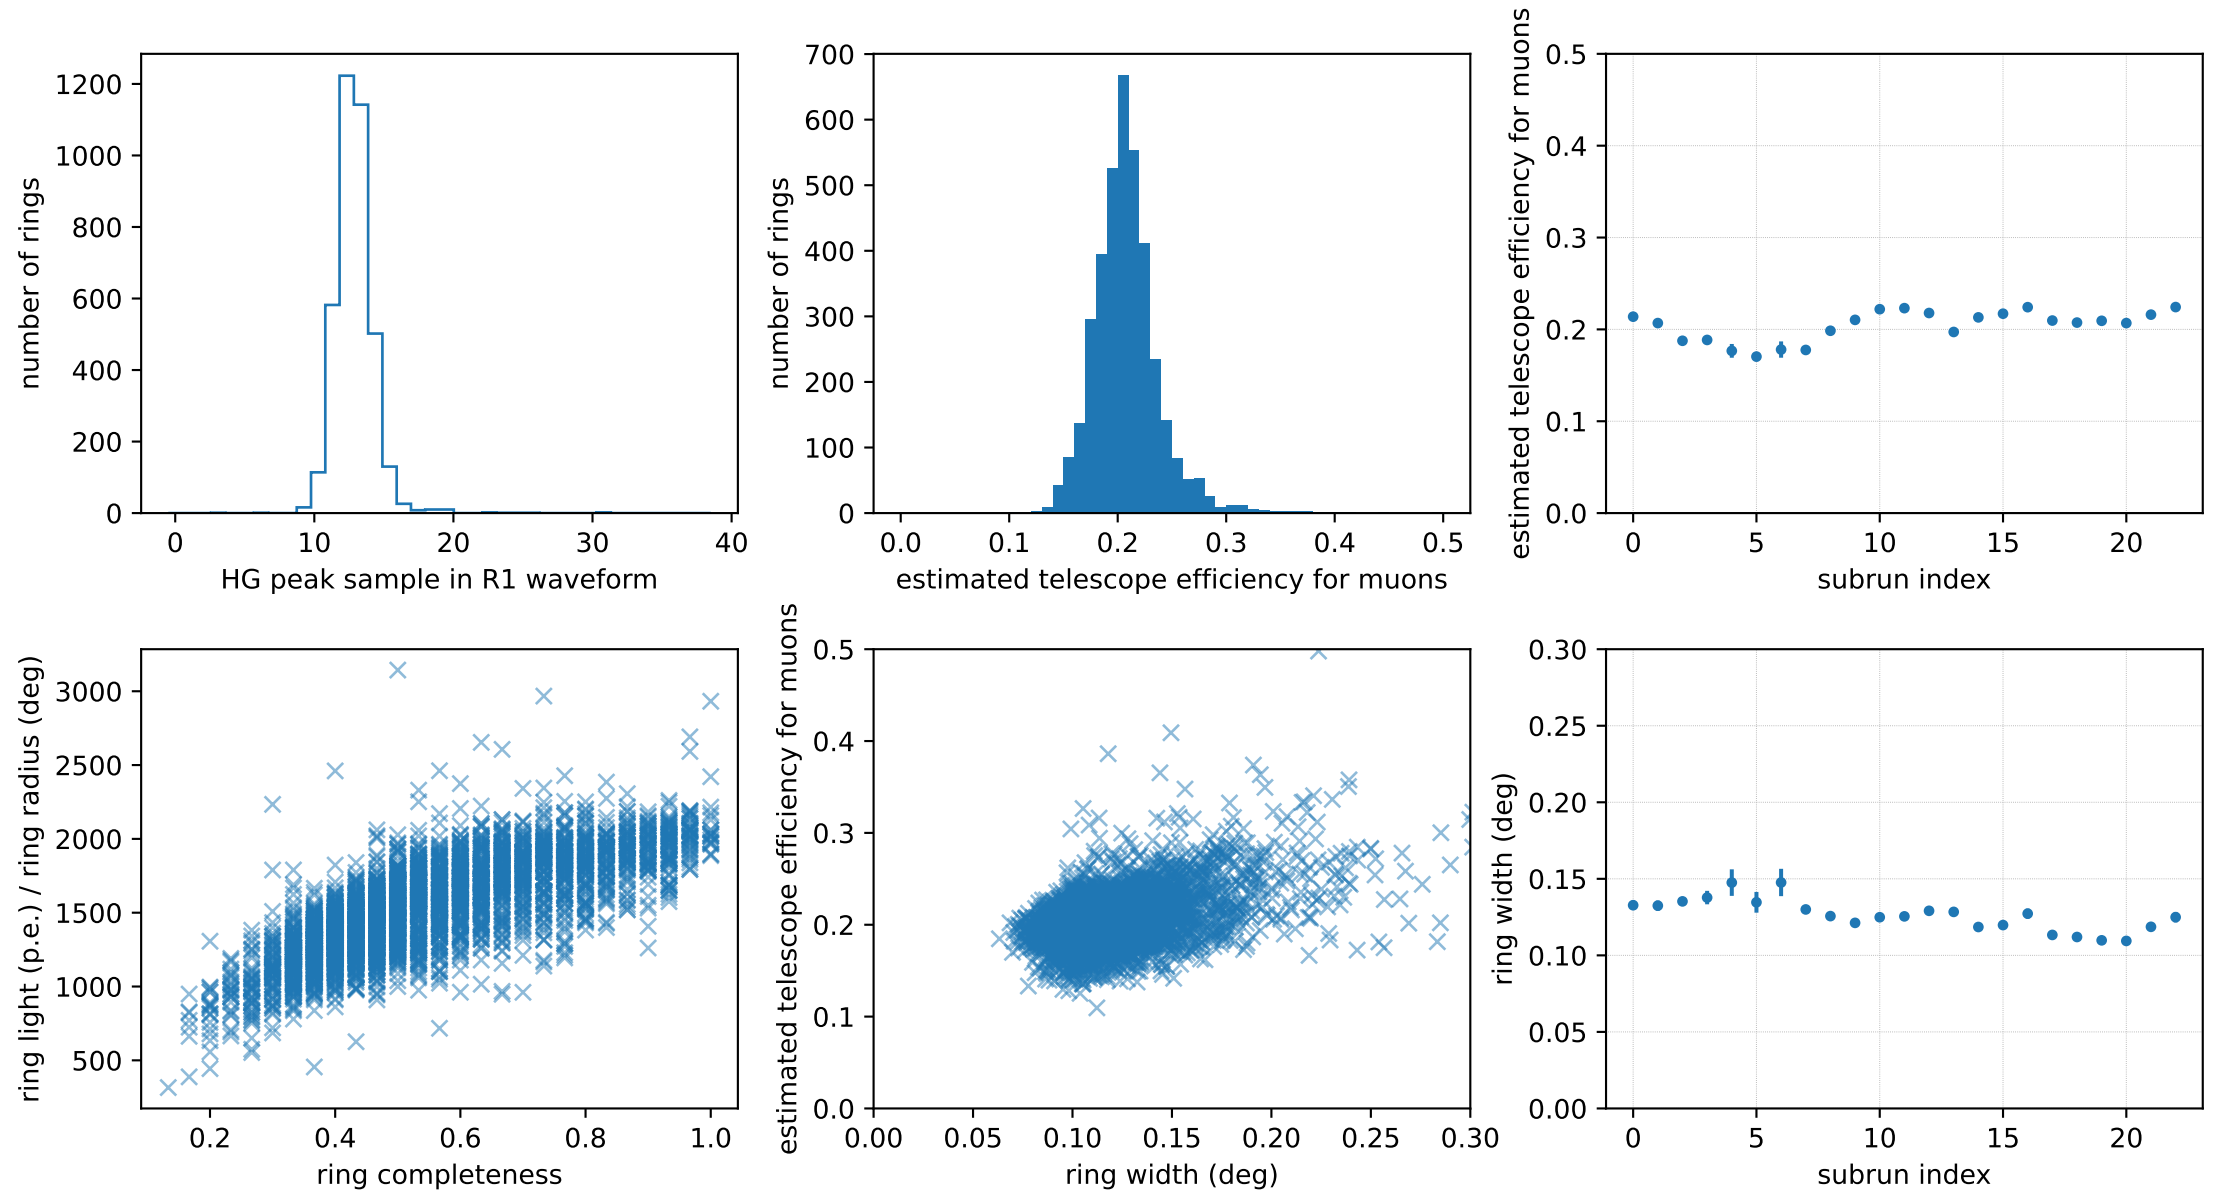 1200
1000
800
600
400
200
0
number of rings
0 10 20 30 40
HG peak sample in R1 waveform
700
600
500
400
300
200
100
0
number of rings
0.0 0.1 0.2 0.3 0.4 0.5
estimated telescope efficiency for muons
0.5
0.4
0.3
0.2
0.1
0.0
estimated telescope efficiency for muons
0 5 10 15 20
subrun index
3000
2500
2000
1500
1000
500
ring light (p.e.) / ring radius (deg)
0.2 0.4 0.6 0.8 1.0
ring completeness
0.5
0.4
0.3
0.2
0.1
0.0
estimated telescope efficiency for muons
0.00 0.05 0.10 0.15 0.20 0.25 0.30
ring width (deg)
0.30
0.25
0.20
0.15
0.10
0.05
0.00
ring width (deg)
0 5 10 15 20
subrun index